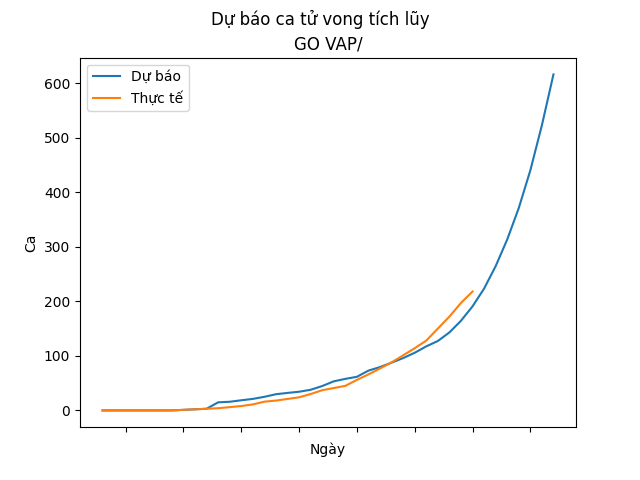 Dự báo ca tử vong tích lũy
GO VAP/
Dự báo
Thực tế
600
500
400
300
200
100
0
Ca
Ngày